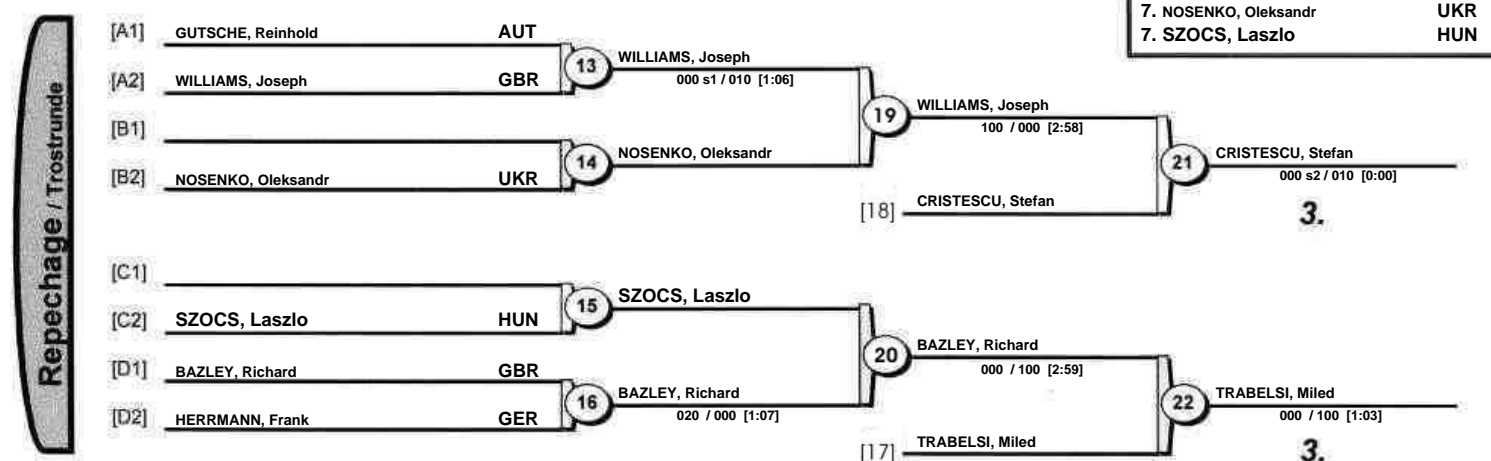 7. NOSENKO, Oleksandr UKR
7. SZOCS, Laszlo HUN
Repechage / Trostrunde
[A1] GUTSCHE, Reinhold AUT
13 WILLIAMS, Joseph
000 s1 / 010 [1:06]
[A2] WILLIAMS, Joseph GBR
19 WILLIAMS, Joseph
100 / 000 [2:58]
[B1]
14 NOSENKO, Oleksandr
[B2] NOSENKO, Oleksandr UKR
21 CRISTESCU, Stefan
000 s2 / 010 [0:00]
[18] CRISTESCU, Stefan
3.
[C1]
15 SZOCS, Laszlo
[C2] SZOCS, Laszlo HUN
20 BAZLEY, Richard
000 / 100 [2:59]
[D1] BAZLEY, Richard GBR
16 BAZLEY, Richard
020 / 000 [1:07]
[D2] HERRMANN, Frank GER
22 TRABELSI, Miled
000 / 100 [1:03]
[17] TRABELSI, Miled
3.